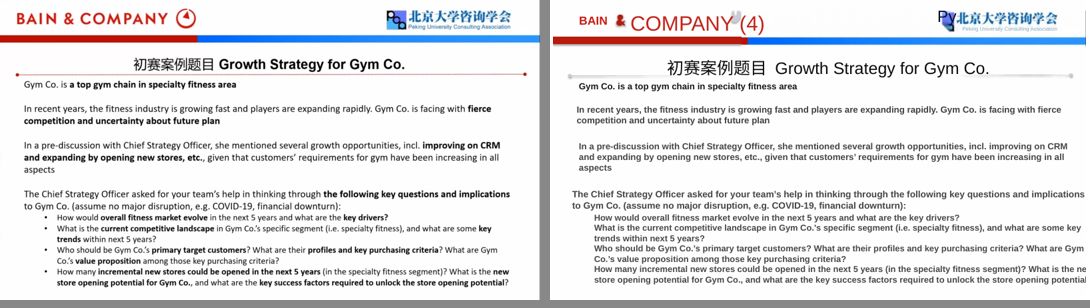 BAIN & COMPANY
北京大学咨询学会
Peking University Consulting Association
初赛案例题目 Growth Strategy for Gym Co.
Gym Co. is a top gym chain in specialty fitness area
In recent years, the fitness industry is growing fast and players are expanding rapidly. Gym Co. is facing with fierce
competition and uncertainty about future plan
In a pre-discussion with Chief Strategy Officer, she mentioned several growth opportunities, incl. improving on CRM
and expanding by opening new stores, etc., given that customers' requirements for gym have been increasing in all
aspects
The Chief Strategy Officer asked for your team's help in thinking through the following key questions and implications
to Gym Co. (assume no major disruption, e.g. COVID-19, financial downturn):
• How would overall fitness market evolve in the next 5 years and what are the key drivers?
• What is the current competitive landscape in Gym Co.'s specific segment (i.e. specialty fitness), and what are some key
trends within next 5 years?
• Who should be Gym Co.'s primary target customers? What are their profiles and key purchasing criteria? What are Gym
Co.'s value proposition among those key purchasing criteria?
• How many incremental new stores could be opened in the next 5 years (in the specialty fitness segment)? What is the new
store opening potential for Gym Co., and what are the key success factors required to unlock the store opening potential?
BAIN & COMPANY (4)
Py
北京大学咨询学会
Peking University Consulting Association
初赛案例题目 Growth Strategy for Gym Co.
Gym Co. is a top gym chain in specialty fitness area
In recent years, the fitness industry is growing fast and players are expanding rapidly. Gym Co. is facing with fierce
competition and uncertainty about future plan
In a pre-discussion with Chief Strategy Officer, she mentioned several growth opportunities, incl. improving on CRM
and expanding by opening new stores, etc., given that customers' requirements for gym have been increasing in all
aspects
The Chief Strategy Officer asked for your team's help in thinking through the following key questions and implications
to Gym Co. (assume no major disruption, e.g. COVID-19, financial downturn):
How would overall fitness market evolve in the next 5 years and what are the key drivers?
What is the current competitive landscape in Gym Co.'s specific segment (i.e. specialty fitness), and what are some key
trends within next 5 years?
Who should be Gym Co.'s primary target customers? What are their profiles and key purchasing criteria? What are Gym
Co.'s value proposition among those key purchasing criteria?
How many incremental new stores could be opened in the next 5 years (in the specialty fitness segment)? What is the ne
store opening potential for Gym Co., and what are the key success factors required to unlock the store opening potential